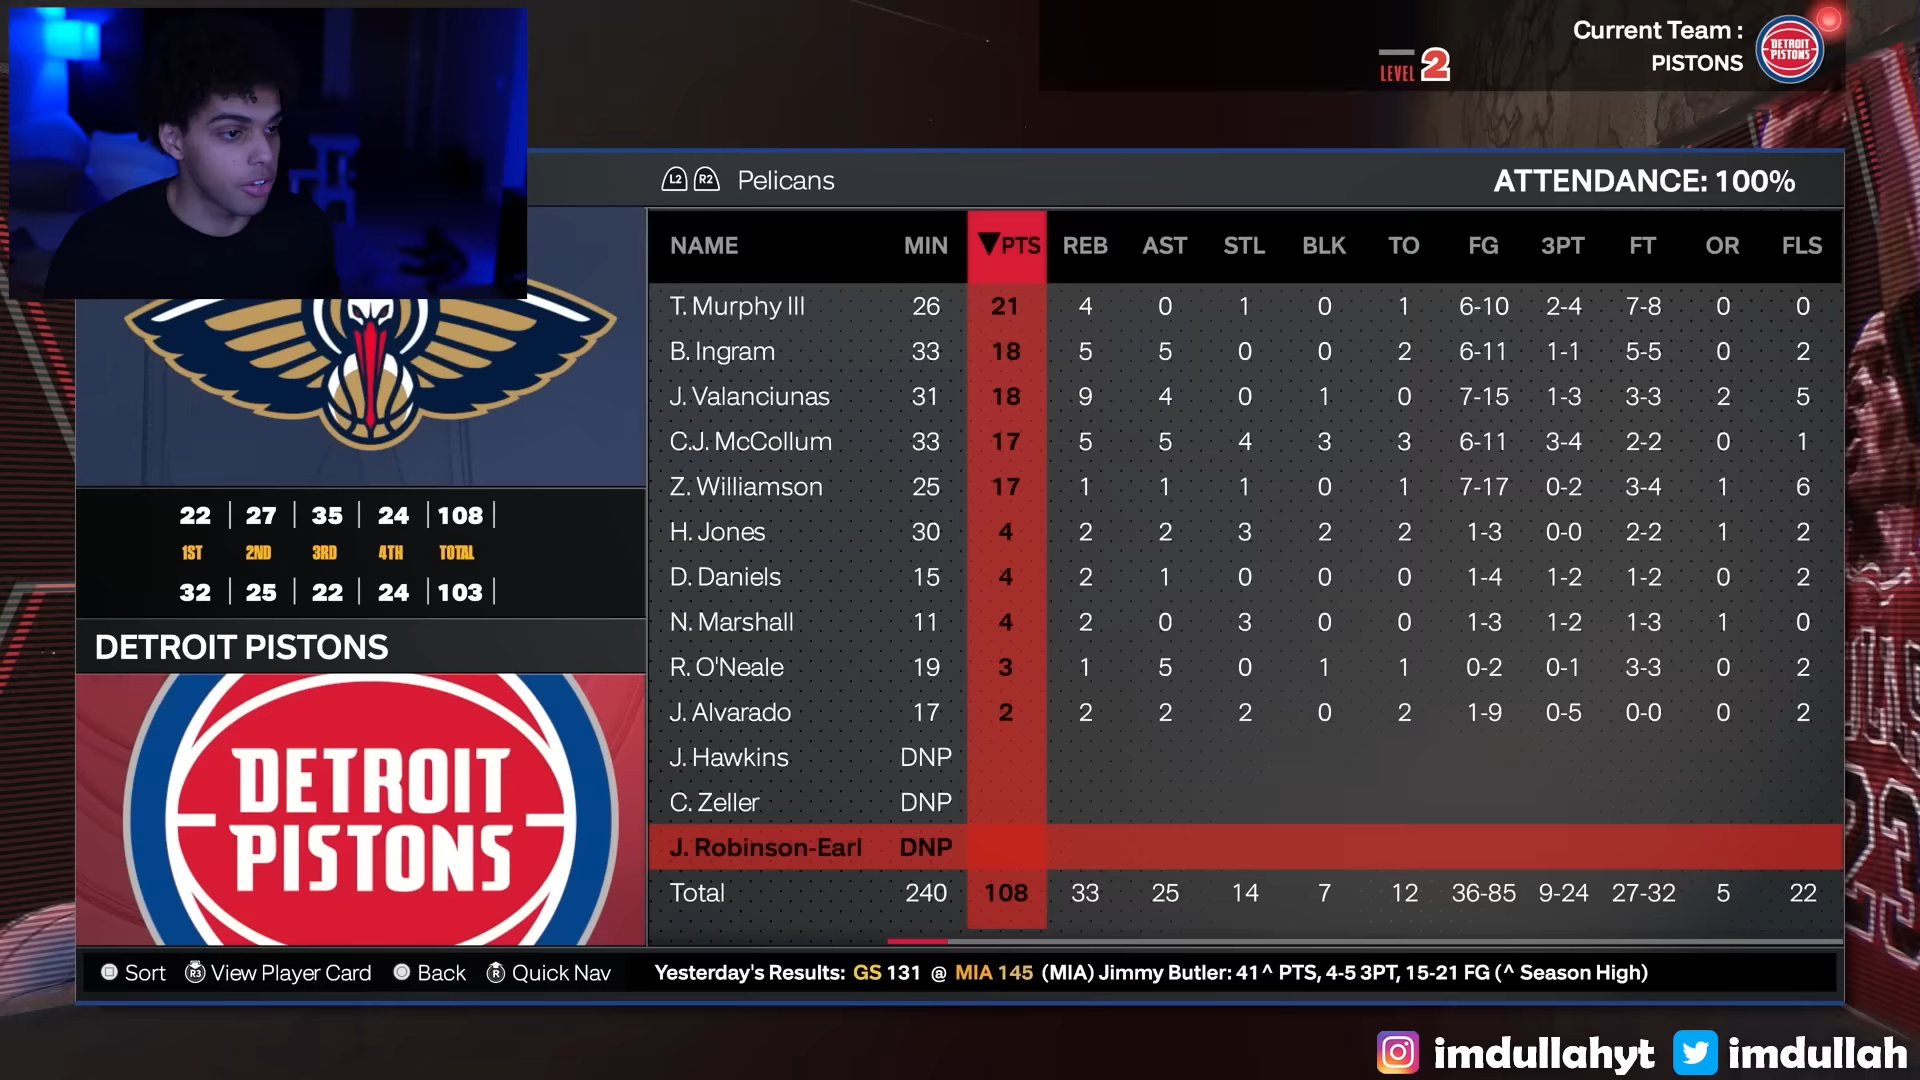 Current Team :
PISTONS
DETROIT PISTONS
LEVEL 2
L2 R2 Pelicans
ATTENDANCE: 100%
NAME MIN ▼PTS REB AST STL BLK TO FG 3PT FT OR FLS
T. Murphy III 26 21 4 0 1 0 1 6-10 2-4 7-8 0 0
B. Ingram 33 18 5 5 0 0 2 6-11 1-1 5-5 0 2
J. Valanciunas 31 18 9 4 0 1 0 7-15 1-3 3-3 2 5
C.J. McCollum 33 17 5 5 4 3 3 6-11 3-4 2-2 0 1
Z. Williamson 25 17 1 1 1 0 1 7-17 0-2 3-4 1 6
H. Jones 30 4 2 2 3 2 2 1-3 0-0 2-2 1 2
D. Daniels 15 4 2 1 0 0 0 1-4 1-2 1-2 0 2
N. Marshall 11 4 2 0 3 0 0 1-3 1-2 1-3 1 0
R. O'Neale 19 3 1 5 0 1 1 0-2 0-1 3-3 0 2
J. Alvarado 17 2 2 2 2 0 2 1-9 0-5 0-0 0 2
J. Hawkins DNP
C. Zeller DNP
J. Robinson-Earl DNP
Total 240 108 33 25 14 7 12 36-85 9-24 27-32 5 22
22 | 27 | 35 | 24 | 108 |
1ST 2ND 3RD 4TH TOTAL
32 | 25 | 22 | 24 | 103 |
DETROIT PISTONS
DETROIT
PISTONS
Sort R3 View Player Card Back R Quick Nav
Yesterday's Results: GS 131 @ MIA 145 (MIA) Jimmy Butler: 41^ PTS, 4-5 3PT, 15-21 FG (^ Season High)
imdullahyt imdullah
23